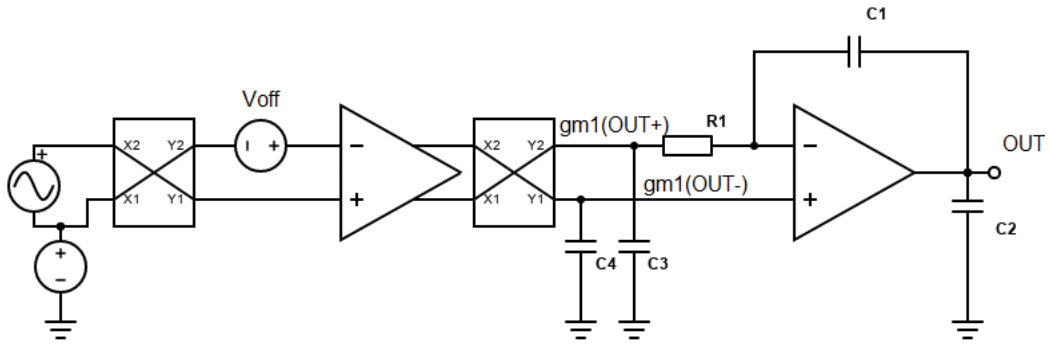 C1
Voff
gm1(OUT+)
R1
OUT
+
X2
Y2
- +
−
X2
Y2
−
gm1(OUT-)
X1
Y1
+
X1
Y1
+
C2
+
−
C4
C3